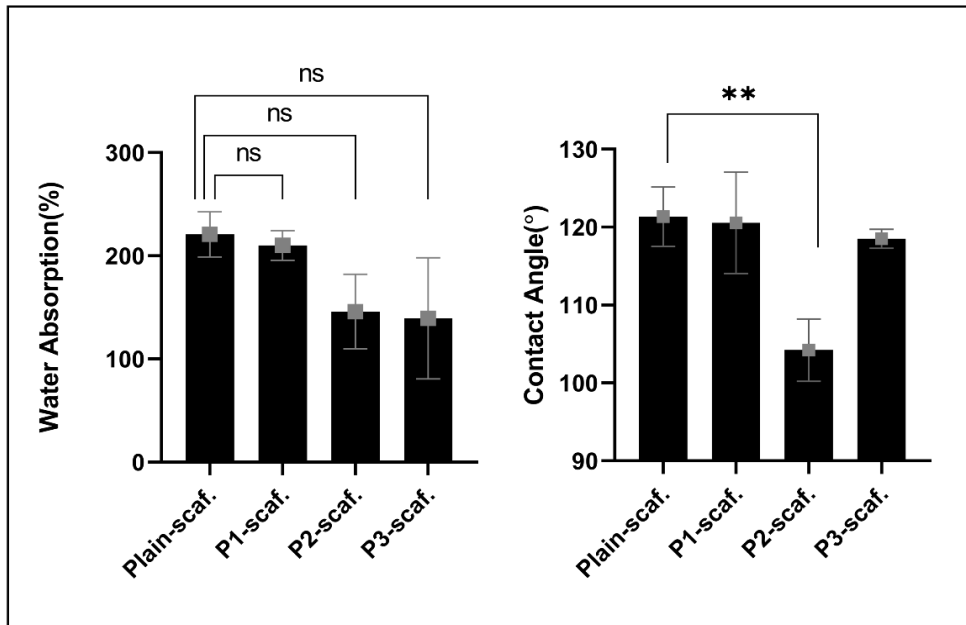 ns
ns
ns
300
200
100
0
Water Absorption(%)
Plain-scaf.
P1-scaf.
P2-scaf.
P3-scaf.
**
130
120
110
100
90
Contact Angle(°)
Plain-scaf.
P1-scaf.
P2-scaf.
P3-scaf.